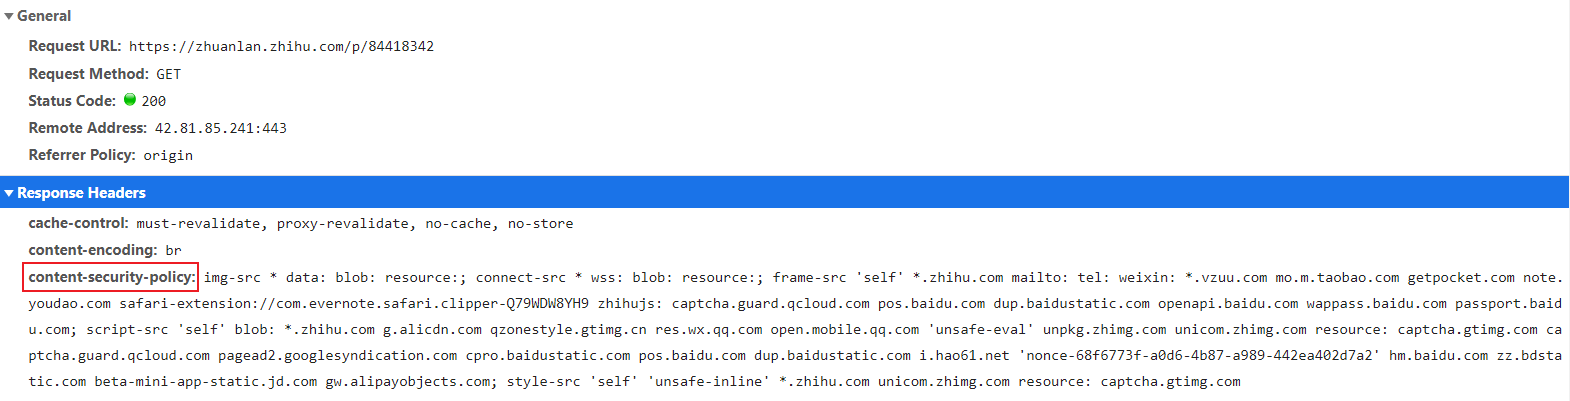 General
Request URL: https://zhuanlan.zhihu.com/p/84418342
Request Method: GET
Status Code: 200
Remote Address: 42.81.85.241:443
Referrer Policy: origin
Response Headers
cache-control: must-revalidate, proxy-revalidate, no-cache, no-store
content-encoding: br
content-security-policy: img-src * data: blob: resource:; connect-src * wss: blob: resource:; frame-src 'self' *.zhihu.com mailto: tel: weixin: *.vzuu.com mo.m.taobao.com getpocket.com note.
youdao.com safari-extension://com.evernote.safari.clipper-Q79WDW8YH9 zhihujs: captcha.guard.qcloud.com pos.baidu.com dup.baidustatic.com openapi.baidu.com wappass.baidu.com passport.baid
u.com; script-src 'self' blob: *.zhihu.com g.alicdn.com qzonestyle.gtimg.cn res.wx.qq.com open.mobile.qq.com 'unsafe-eval' unpkg.zhimg.com unicom.zhimg.com resource: captcha.gtimg.com ca
ptcha.guard.qcloud.com pagead2.googlesyndication.com cpro.baidustatic.com pos.baidu.com dup.baidustatic.com i.hao61.net 'nonce-68f6773f-a0d6-4b87-a989-442ea402d7a2' hm.baidu.com zz.bdsta
tic.com beta-mini-app-static.jd.com gw.alipayobjects.com; style-src 'self' 'unsafe-inline' *.zhihu.com unicom.zhimg.com resource: captcha.gtimg.com